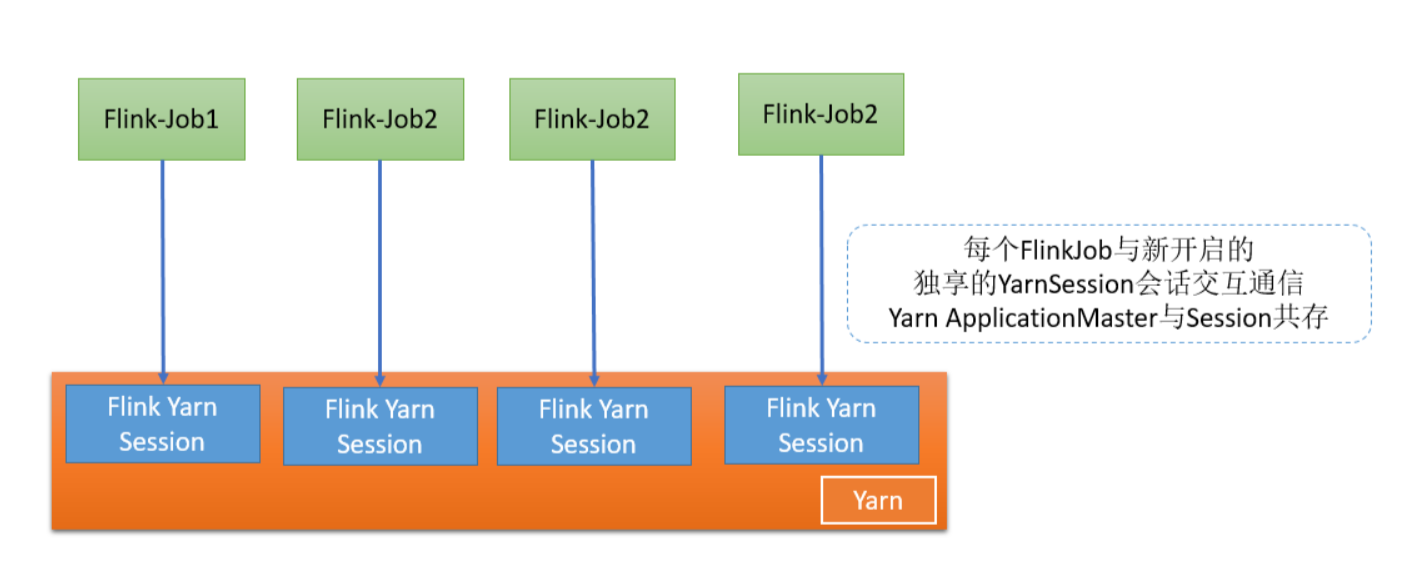 Flink-Job1
Flink-Job2
Flink-Job2
Flink-Job2
每个FlinkJob与新开启的
独享的YarnSession会话交互通信
Yarn ApplicationMaster与Session共存
Flink Yarn
Session
Flink Yarn
Session
Flink Yarn
Session
Flink Yarn
Session
Yarn